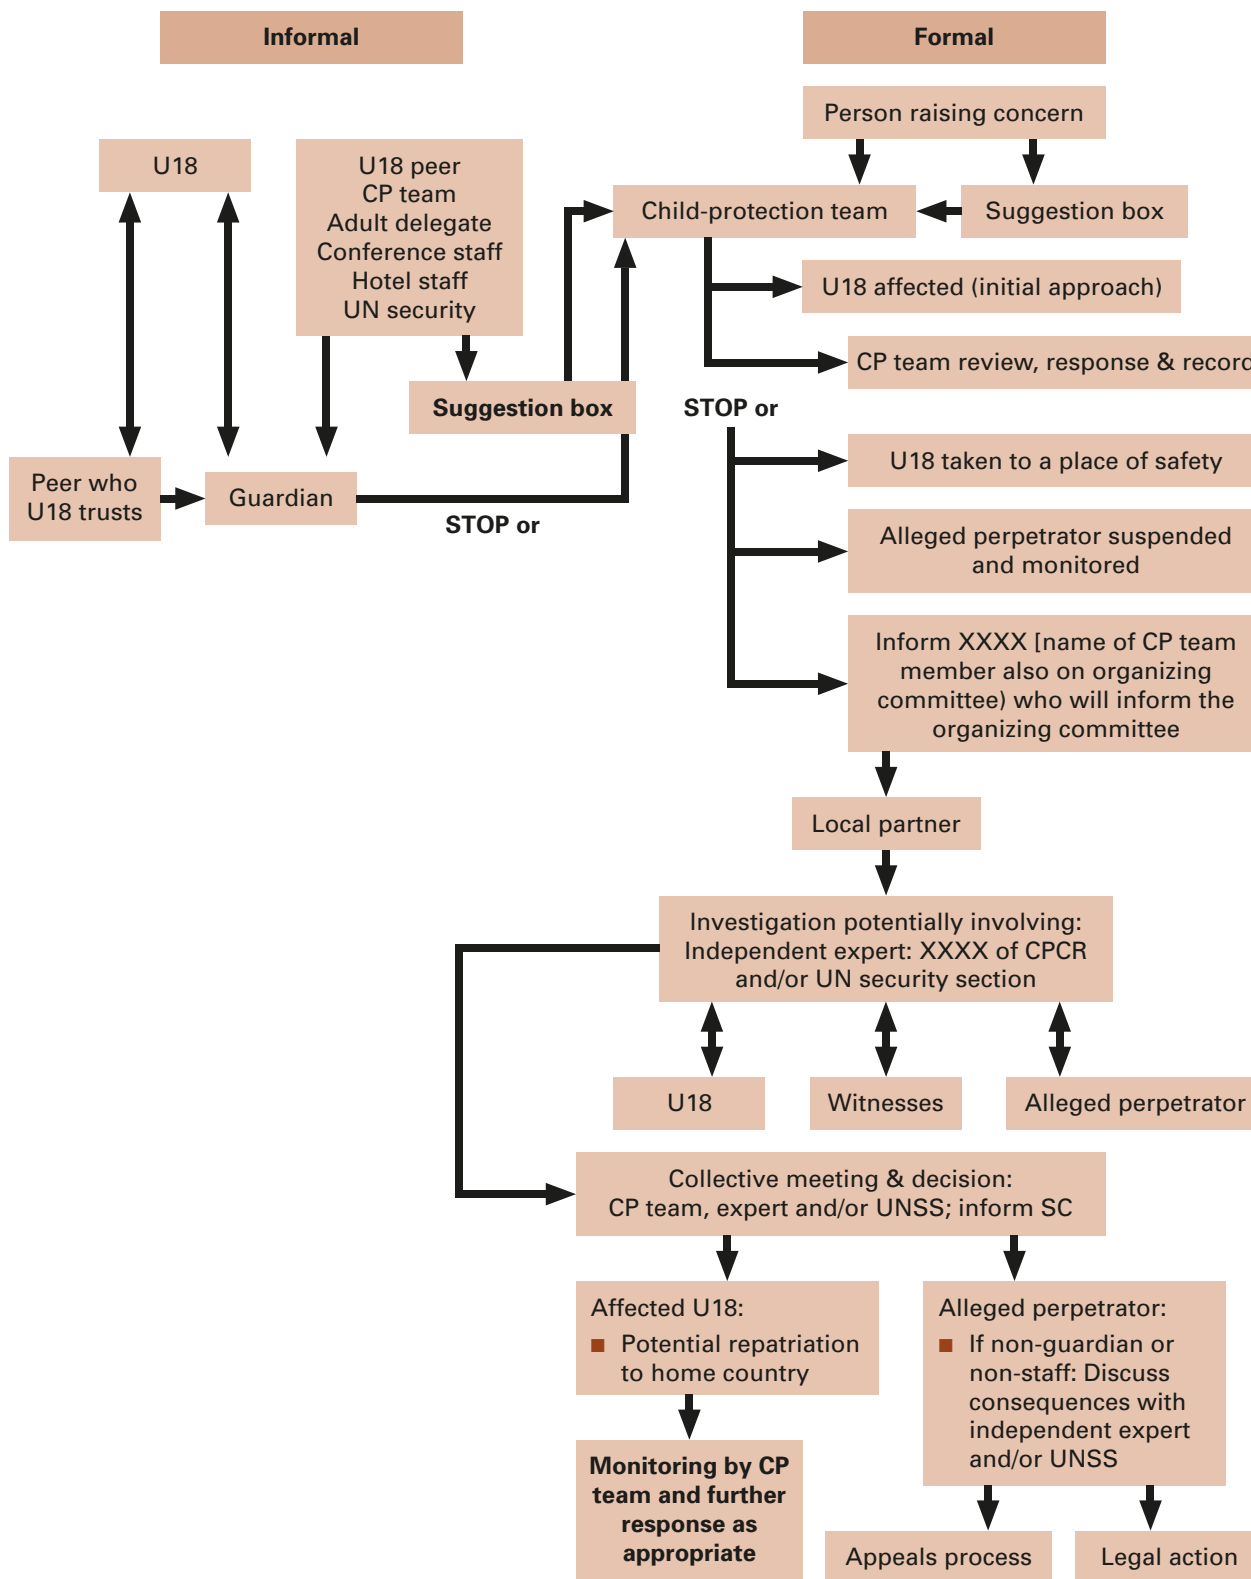 Informal
Formal
Person raising concern
U18
U18 peer
CP team
Adult delegate
Conference staff
Hotel staff
UN security
Child-protection team
Suggestion box
U18 affected (initial approach)
CP team review, response & record
Suggestion box
STOP or
Peer who
U18 trusts
Guardian
STOP or
U18 taken to a place of safety
Alleged perpetrator suspended
and monitored
Inform XXXX [name of CP team
member also on organizing
committee) who will inform the
organizing committee
Local partner
Investigation potentially involving:
Independent expert: XXXX of CPCR
and/or UN security section
U18
Witnesses
Alleged perpetrator
Collective meeting & decision:
CP team, expert and/or UNSS; inform SC
Affected U18:
■ Potential repatriation
to home country
Monitoring by CP
team and further
response as
appropriate
Alleged perpetrator:
■ If non-guardian or
non-staff: Discuss
consequences with
independent expert
and/or UNSS
Appeals process
Legal action